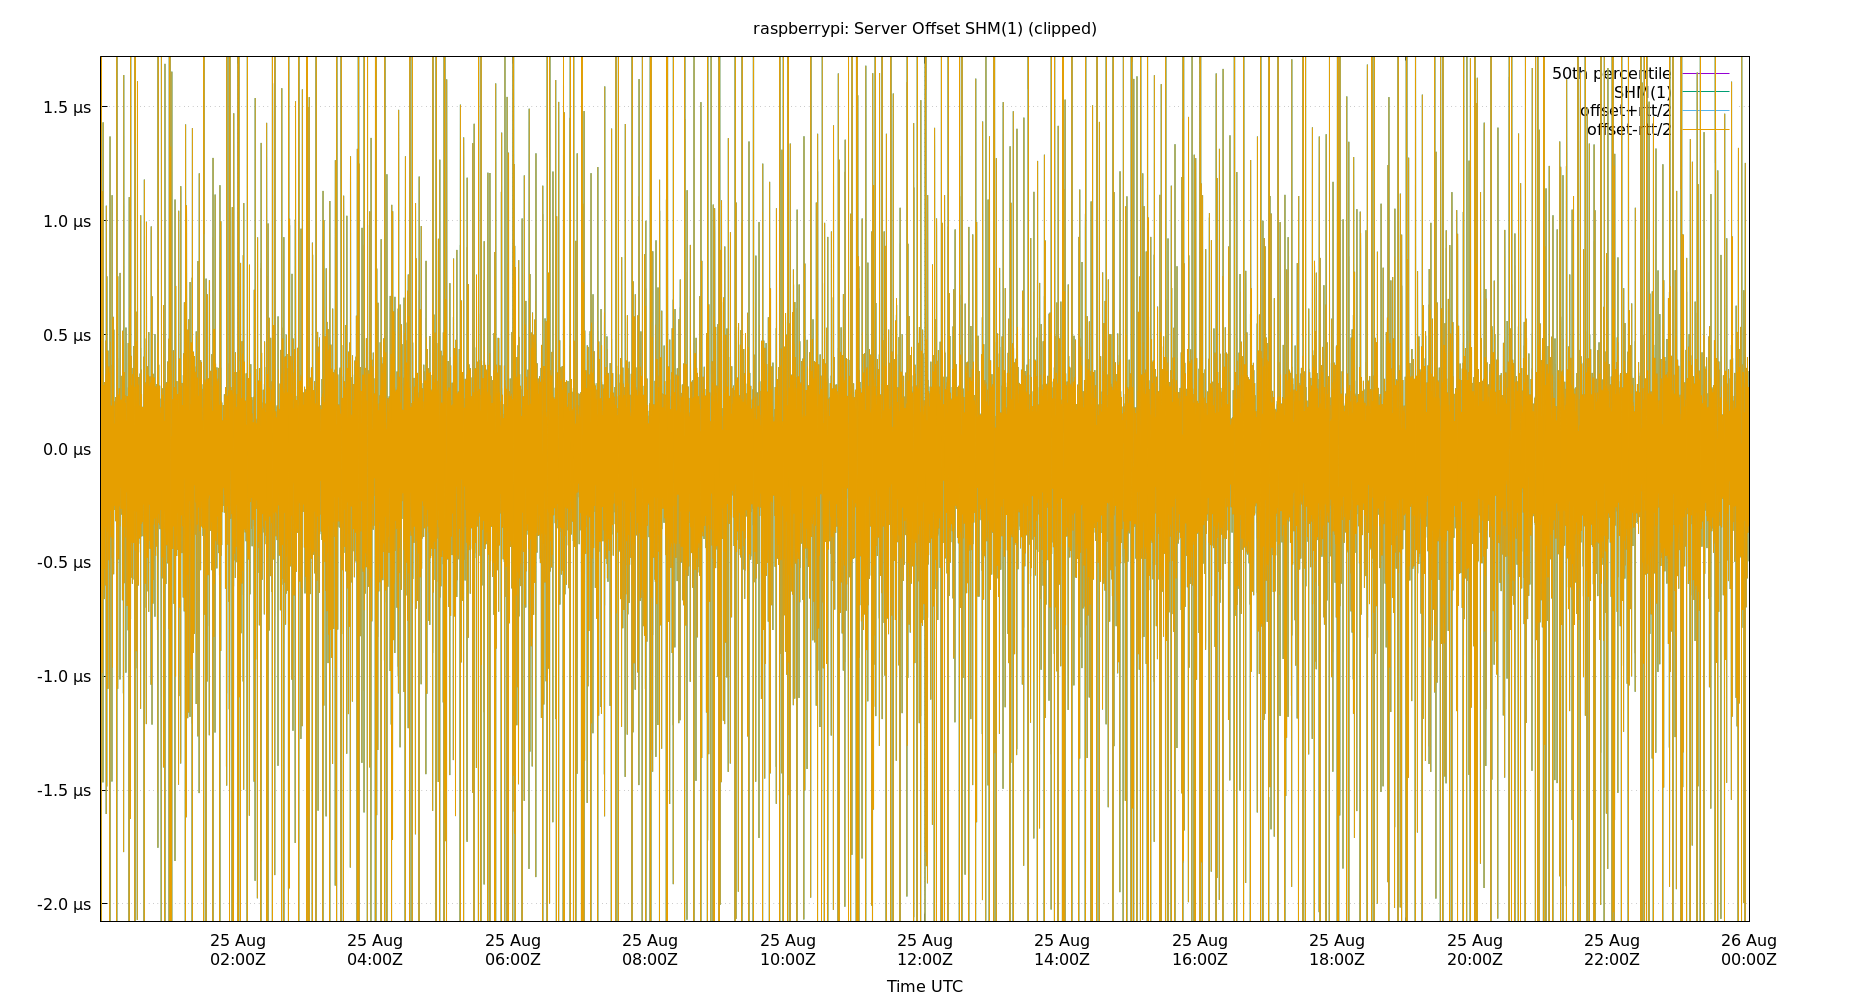 raspberrypi: Server Offset SHM(1) (clipped)
50th percentile
SHM(1)
offset+rtt/2
offset-rtt/2
1.5 µs
1.0 µs
0.5 µs
0.0 µs
-0.5 µs
-1.0 µs
-1.5 µs
-2.0 µs
25 Aug 25 Aug 25 Aug 25 Aug 25 Aug 25 Aug 25 Aug 25 Aug 25 Aug 25 Aug 25 Aug 26 Aug
02:00Z 04:00Z 06:00Z 08:00Z 10:00Z 12:00Z 14:00Z 16:00Z 18:00Z 20:00Z 22:00Z 00:00Z
Time UTC